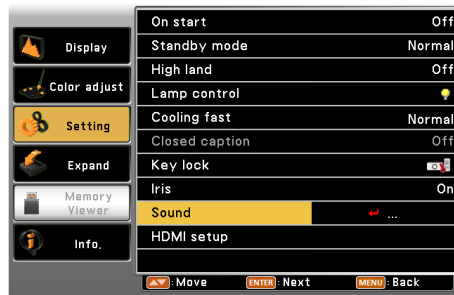 Display
Color adjust
Setting
Expand
Memory
Viewer
Info.
On start Off
Standby mode Normal
High land Off
Lamp control
Cooling fast Normal
Closed caption Off
Key lock
Iris On
Sound ...
HDMI setup
:Move ENTER :Next MENU :Back